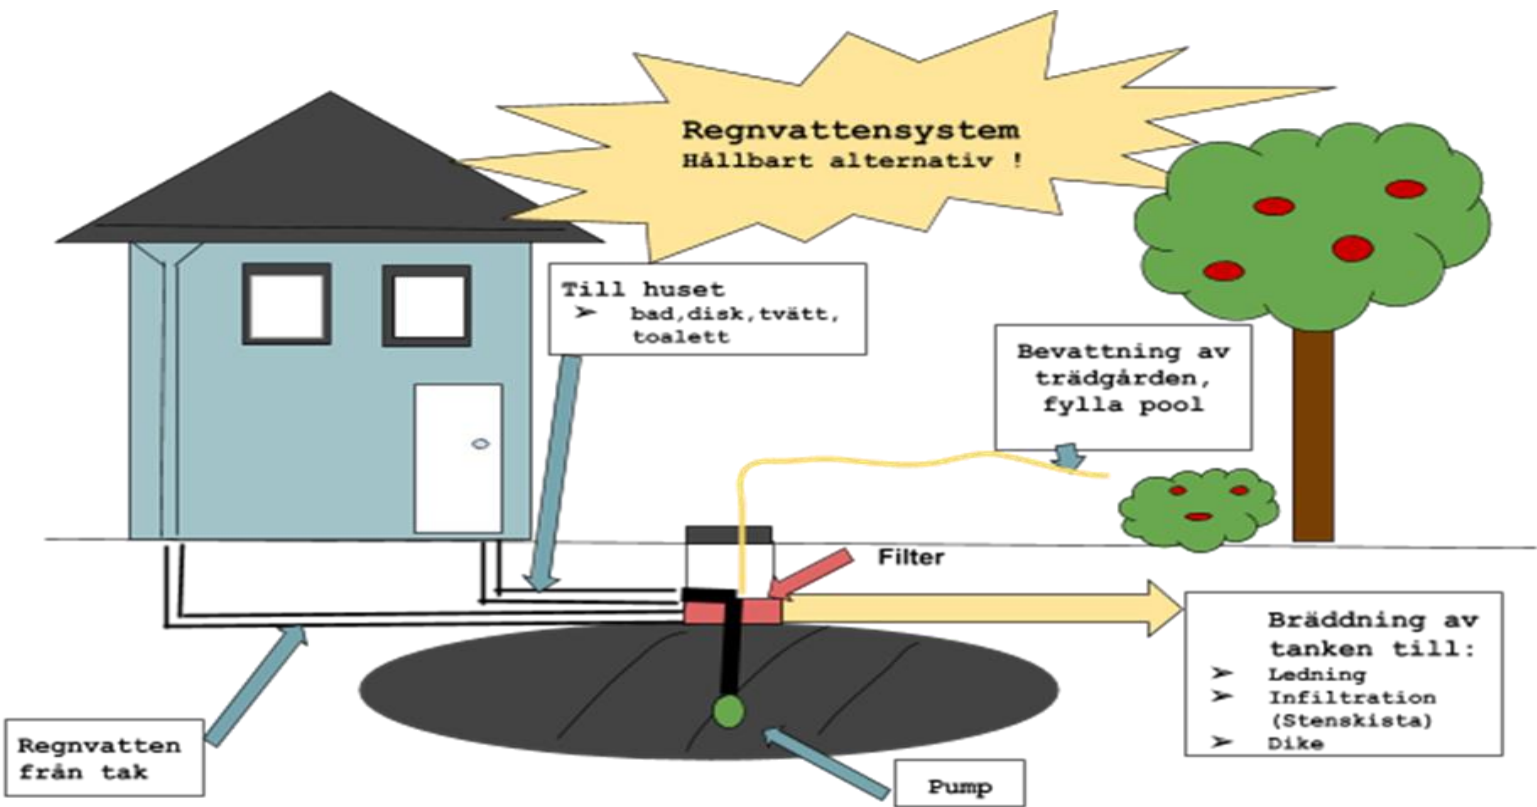 Regnvattensystem
Hållbart alternativ !
Till huset
➢ bad,disk,tvätt,
toalett
Bevattning av
trädgården,
fylla pool
Filter
Bräddning av
tanken till:
➢ Ledning
➢ Infiltration
(Stenskista)
➢ Dike
Regnvatten
från tak
Pump